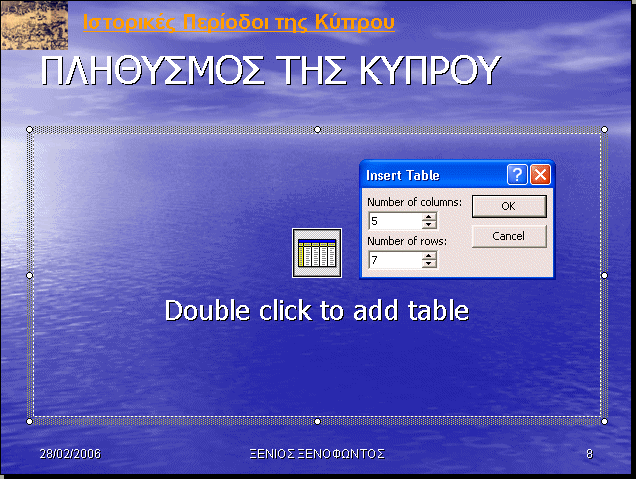 Ιστορικές Περίοδοι της Κύπρου
ΠΛΗΘΥΣΜΟΣ ΤΗΣ ΚΥΠΡΟΥ
Insert Table
Number of columns:
5
OK
Number of rows:
7
Cancel
Double click to add table
28/02/2006
ΞΕΝΙΟΣ ΞΕΝΟΦΩΝΤΟΣ
8